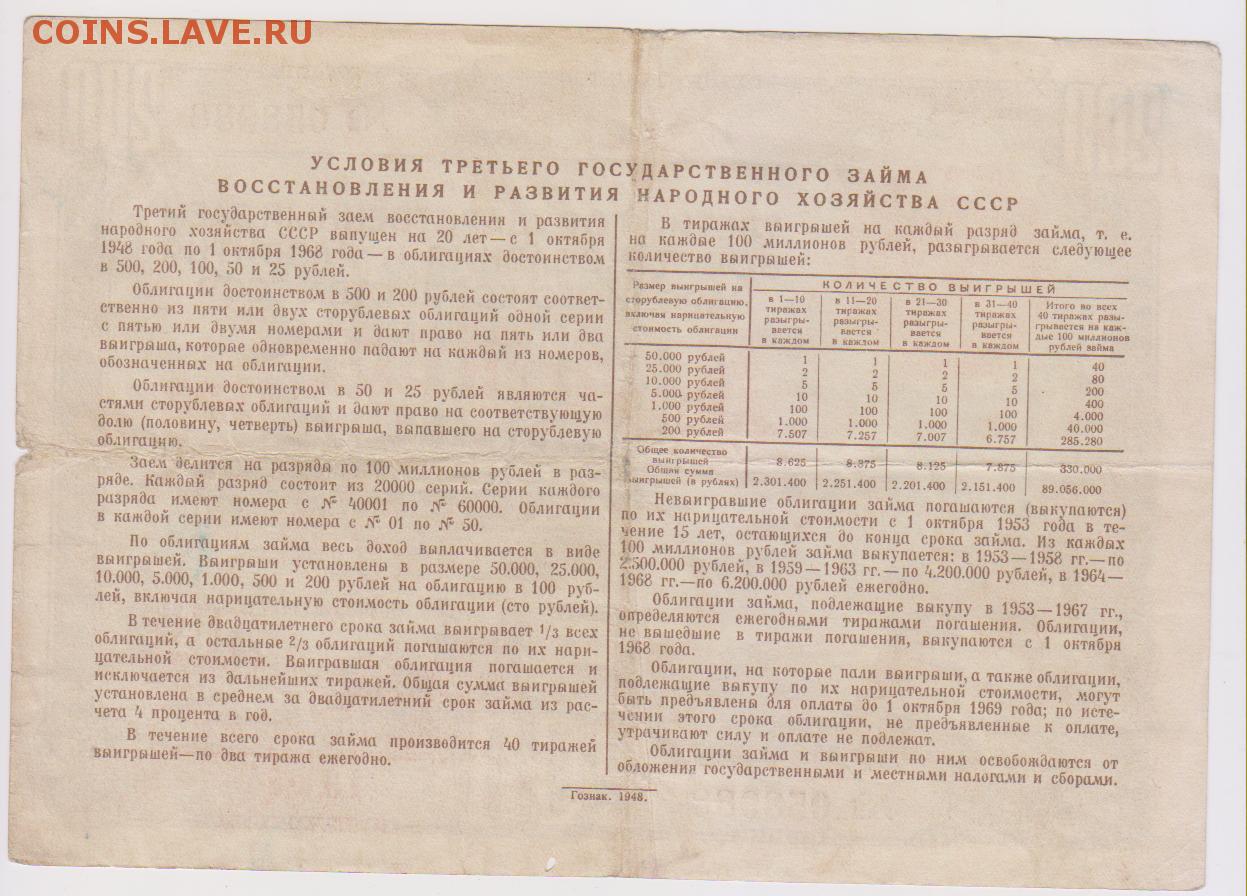 COINS.LAVE.RU
УСЛОВИЯ ТРЕТЬЕГО ГОСУДАРСТВЕННОГО ЗАЙМА
ВОССТАНОВЛЕНИЯ И РАЗВИТИЯ НАРОДНОГО ХОЗЯЙСТВА СССР
Третий государственный заем восстановления и развития
народного хозяйства СССР выпущен на 20 лет—с 1 октября
1948 года по 1 октября 1968 года—в облигациях достоинством
в 500, 200, 100, 50 и 25 рублей.
Облигации достоинством в 500 и 200 рублей состоят соответ-
ственно из пяти или двух сторублевых облигаций одной серии
с пятью или двумя номерами и дают право на пять или два
выигрыша, которые одновременно падают на каждый из номеров,
обозначенных на облигации.
Облигации достоинством в 50 и 25 рублей являются ча-
стями сторублевых облигаций и дают право на соответствующую
долю (половину, четверть) выигрыша, выпавшего на сторублевую
облигацию.
Заем делится на разряды по 100 миллионов рублей в раз-
ряде. Каждый разряд состоит из 20000 серий. Серии каждого
разряда имеют номера с № 40001 по № 60000. Облигации
в каждой серии имеют номера с № 01 по № 50.
По облигациям займа весь доход выплачивается в виде
выигрышей. Выигрыши установлены в размере 50.000, 25.000,
10.000, 5.000, 1.000, 500 и 200 рублей на облигацию в 100 руб-
лей, включая нарицательную стоимость облигации (сто рублей).
В течение двадцатилетнего срока займа выигрывает 1/3 всех
облигаций, а остальные 2/3 облигаций погашаются по их нари-
цательной стоимости. Выигравшая облигация погашается и
исключается из дальнейших тиражей. Общая сумма выигрышей
установлена в среднем за двадцатилетний срок займа из рас-
чета 4 процента в год.
В течение всего срока займа производится 40 тиражей
выигрышей—по два тиража ежегодно.
В тиражах выигрышей на каждый разряд займа, т. е.
на каждые 100 миллионов рублей, разыгрывается следующее
количество выигрышей:
Размер выигрышей на
сторублевую облигацию,
включая нарицательную
стоимость облигации
КОЛИЧЕСТВО ВЫИГРЫШЕЙ
в 1—10
тиражах
разыгры-
вается
в каждом
в 11—20
тиражах
разыгры-
вается
в каждом
в 21—30
тиражах
разыгры-
вается
в каждом
в 31—40
тиражах
разыгры-
вается
в каждом
Итого во всех
40 тиражах разы-
грывается на каж-
дые 100 миллионов
рублей займа
50.000 рублей 1 1 1 1 40
25.000 рублей 2 2 2 2 80
10.000 рублей 5 5 5 5 200
5.000 рублей 10 10 10 10 400
1.000 рублей 100 100 100 100 4.000
500 рублей 1.000 1.000 1.000 1.000 40.000
200 рублей 7.507 7.257 7.007 6.757 285.280
Общее количество
выигрышей 8.625 8.375 8.125 7.875 330.000
Общая сумма
выигрышей (в рублях) 2.301.400 2.251.400 2.201.400 2.151.400 89.056.000
Невыигравшие облигации займа погашаются (выкупаются)
по их нарицательной стоимости с 1 октября 1953 года в те-
чение 15 лет, остающихся до конца срока займа. Из каждых
100 миллионов рублей займа выкупается: в 1953—1958 гг.—по
2.500.000 рублей, в 1959—1963 гг.—по 4.200.000 рублей, в 1964—
1968 гг.—по 6.200.000 рублей ежегодно.
Облигации займа, подлежащие выкупу в 1953—1967 гг.,
определяются ежегодными тиражами погашения. Облигации,
не вышедшие в тиражи погашения, выкупаются с 1 октября
1968 года.
Облигации, на которые пали выигрыши, а также облигации,
подлежащие выкупу по их нарицательной стоимости, могут
быть предъявлены для оплаты до 1 октября 1969 года; по исте-
чении этого срока облигации, не предъявленные к оплате,
утрачивают силу и оплате не подлежат.
Облигации займа и выигрыши по ним освобождаются от
обложения государственными и местными налогами и сборами.
Гознак. 1948.